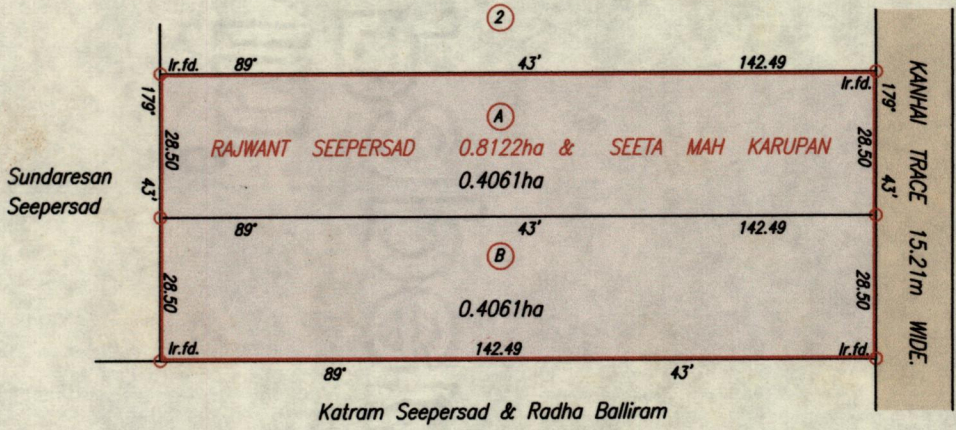 2
Ir.fd. 89° 43' 142.49
Ir.fd.
179°
28.50
43'
A
RAJWANT SEEPERSAD 0.8122ha & SEETA MAH KARUPAN
0.4061ha
179°
28.50
43'
KANHAI TRACE 15.21m WIDE.
Sundaresan
Seepersad
89° 43' 142.49
B
28.50
0.4061ha
28.50
Ir.fd. 142.49 Ir.fd.
89° 43'
Katram Seepersad & Radha Balliram